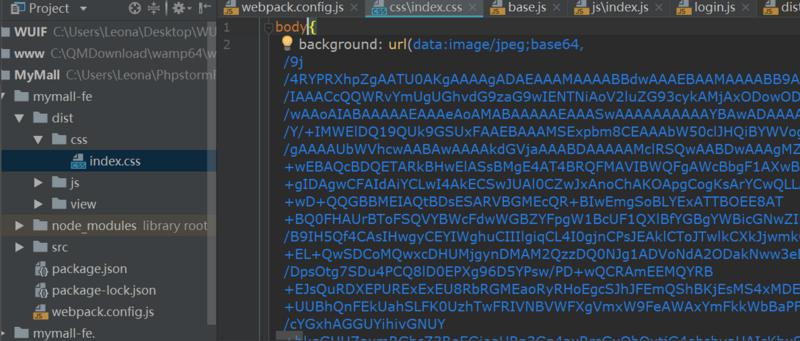 Project
webpack.config.js
css\index.css
base.js
js\index.js
login.js
WUIF C:\Users\Leona\Desktop\WU
www C:\QMDownload\wamp64\
MyMall C:\Users\Leona\Phpstorm
mymall-fe
dist
css
index.css
js
view
node_modules library root
src
package.json
package-lock.json
webpack.config.js
mymall-fe.
1 body{
2 background: url(data:image/jpeg;base64,
/9j
/4RYPRXhpZgAATU0AKgAAAAgADAEAAAMAAAABBdwAAAEBAAMAAAABB9A
/IAAACcQQWRvYmUgUGhvdG9zaG9wIENTNiAoV2luZG93cykAMjAxODowOD
/wAAoAIABAAAAAEAAAeAoAMABAAAAAEAAASwAAAAAAAAAAYBAwADAAAA
/Y/+IMWElDQ19QUk9GSUxFAAEBAAAMSExpbm8CEAAAbW50clJHQiBYWVog
/gAAAAUbWVhcwAABAwAAAAkdGVjaAAABDAAAAAMclRSQwAABDwAAAgMZ
+wEBAQcBDQETARkBHwElASsBMgE4AT4BRQFMAVIBWQFgAWcBbgF1AXwB
+gIDAgwCFAIdAiYCLwI4AkECSwJUAl0CZwJxAnoChAKOApgCogKsArYCwQLL
+wD+QQGBBMEIAQtBDsESARVBGMEcQR+BIwEmgSoBLYExATTBOEE8AT
+BQ0FHAUrBToFSQVYBWcFdwWGBZYFpgW1BcUF1QXlBfYGBgYWBicGNwZI
/B9IH5Qf4CAsIHwgyCEYIWghuCIIIlgiqCL4I0gjnCPsJEAklCToJTwlkCXkJjwmk
+EL+QwSDCoMQwxcDHUMjgynDMAM2QzzDQ0NJg1ADVoNdA2ODakNww3e
/DpsOtg7SDu4PCQ8lD0EPXg96D5YPsw/PD+wQCRAmEEMQYRB
+EJsQuRDXEPURExExEU8RbRGMEaoRyRHoEgcSJhJFEmQShBKjEsMS4xMDE
+UUBhQnFEkUahSLFK0UzhTwFRIVNBVWFXgVmxW9FeAWAxYmFkkWbBaPF
/cYGxhAGGUYihivGNUY